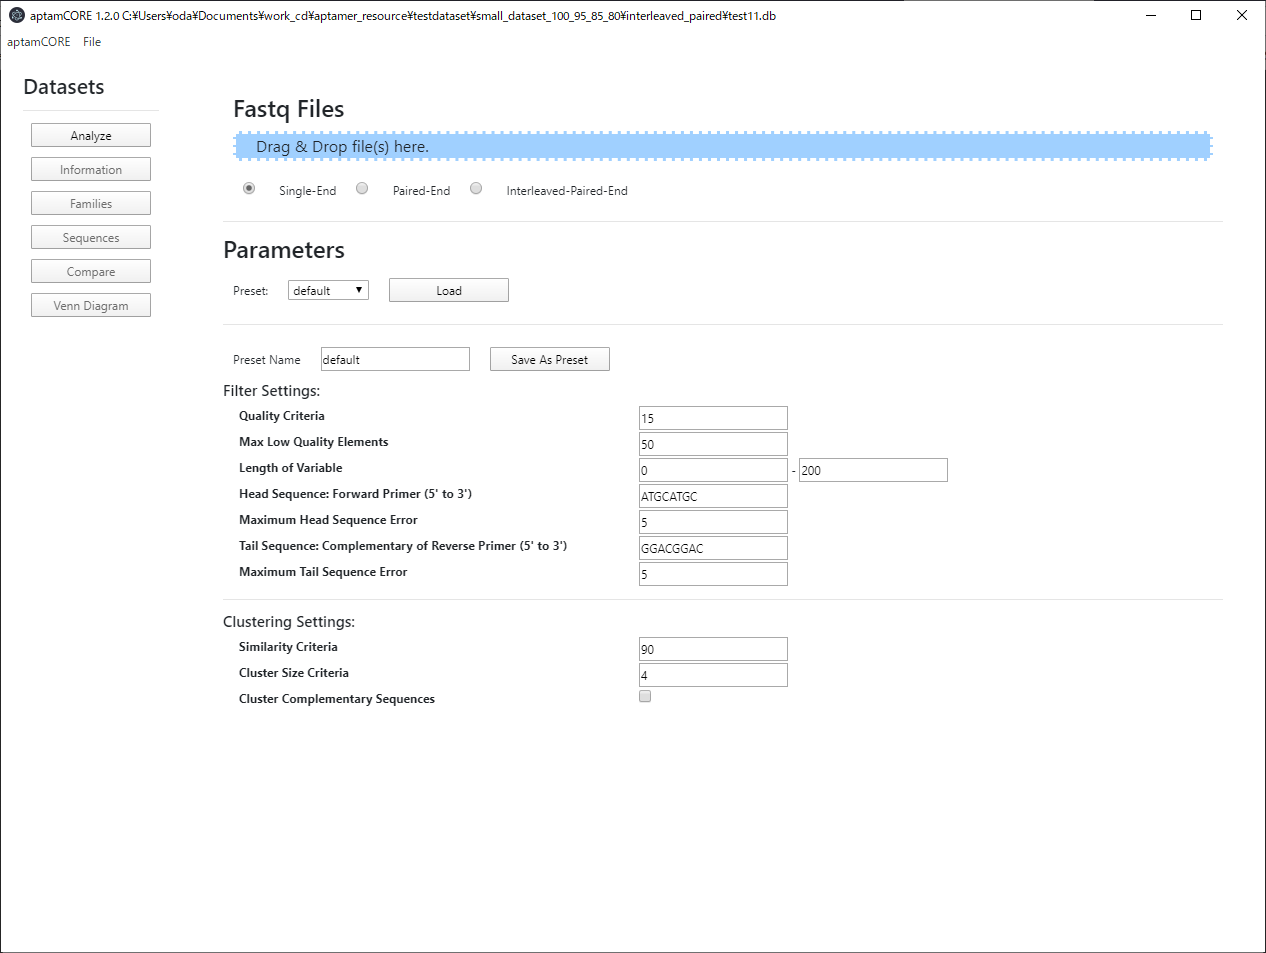 aptamCORE 1.2.0 C:¥Users¥oda¥Documents¥work_cd¥aptamer_resource¥testdataset¥small_dataset_100_95_85_80¥interleaved_paired¥test11.db
aptamCORE File
Datasets
Analyze
Information
Families
Sequences
Compare
Venn Diagram
Fastq Files
Drag & Drop file(s) here.
Single-End Paired-End Interleaved-Paired-End
Parameters
Preset: default Load
Preset Name default Save As Preset
Filter Settings:
Quality Criteria 15
Max Low Quality Elements 50
Length of Variable 0 - 200
Head Sequence: Forward Primer (5' to 3') ATGCATGC
Maximum Head Sequence Error 5
Tail Sequence: Complementary of Reverse Primer (5' to 3') GGACGGAC
Maximum Tail Sequence Error 5
Clustering Settings:
Similarity Criteria 90
Cluster Size Criteria 4
Cluster Complementary Sequences